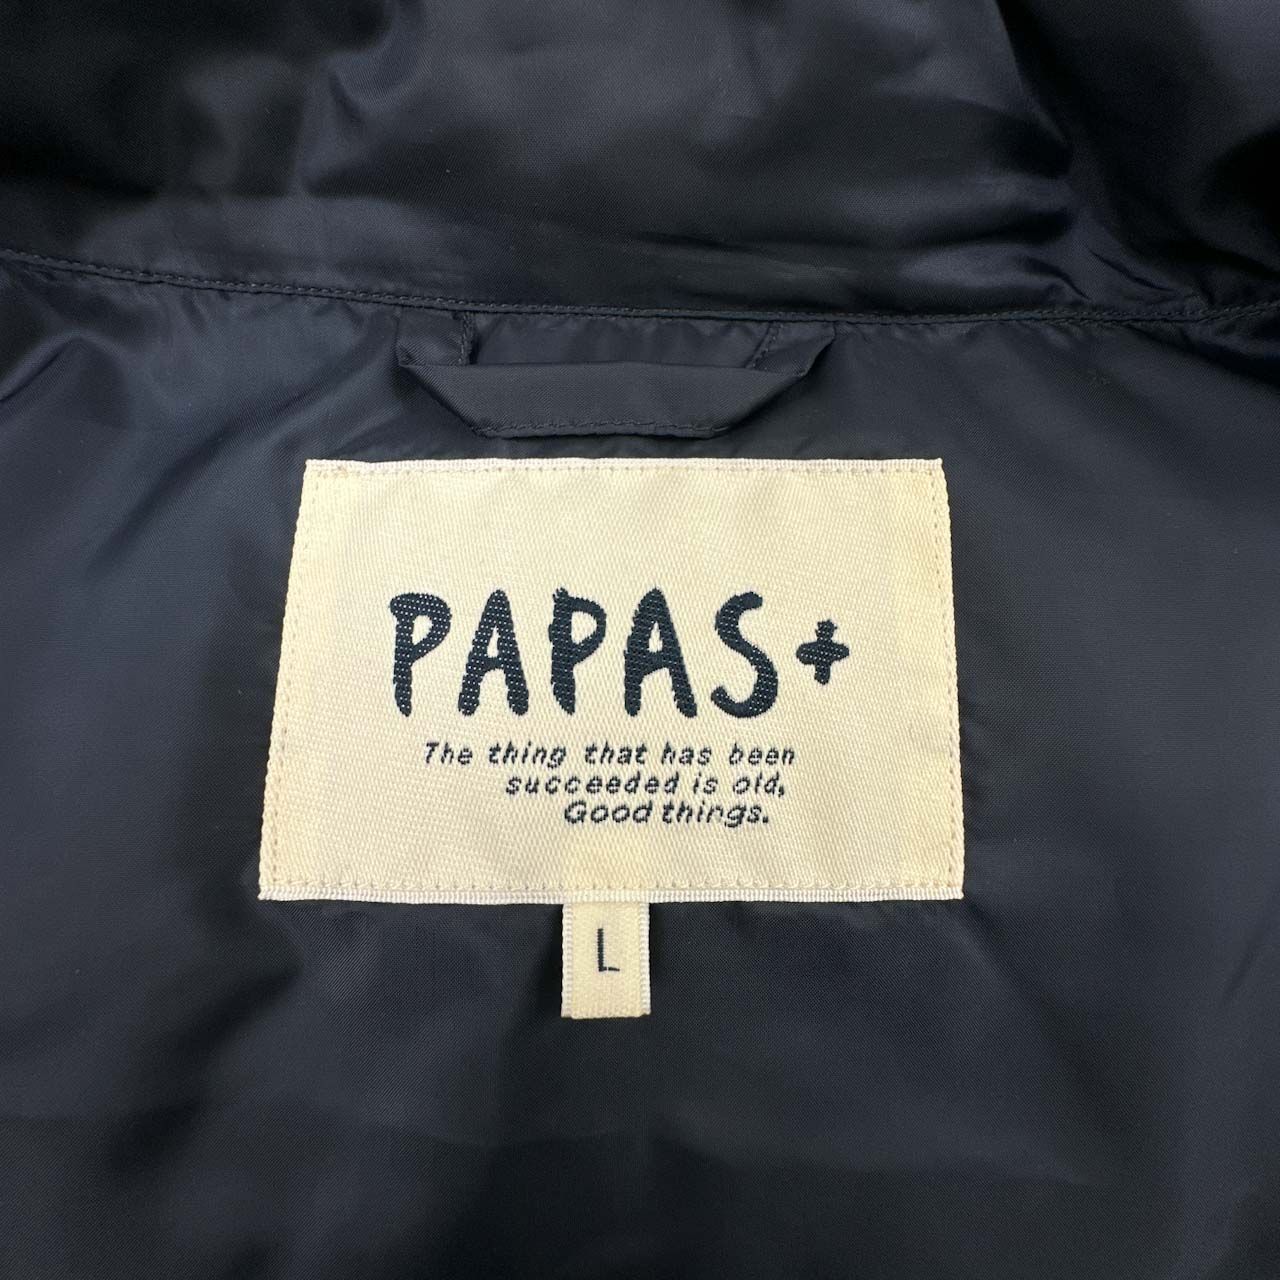 PAPAS+
The thing that has been
succeeded is old,
Good things.
L